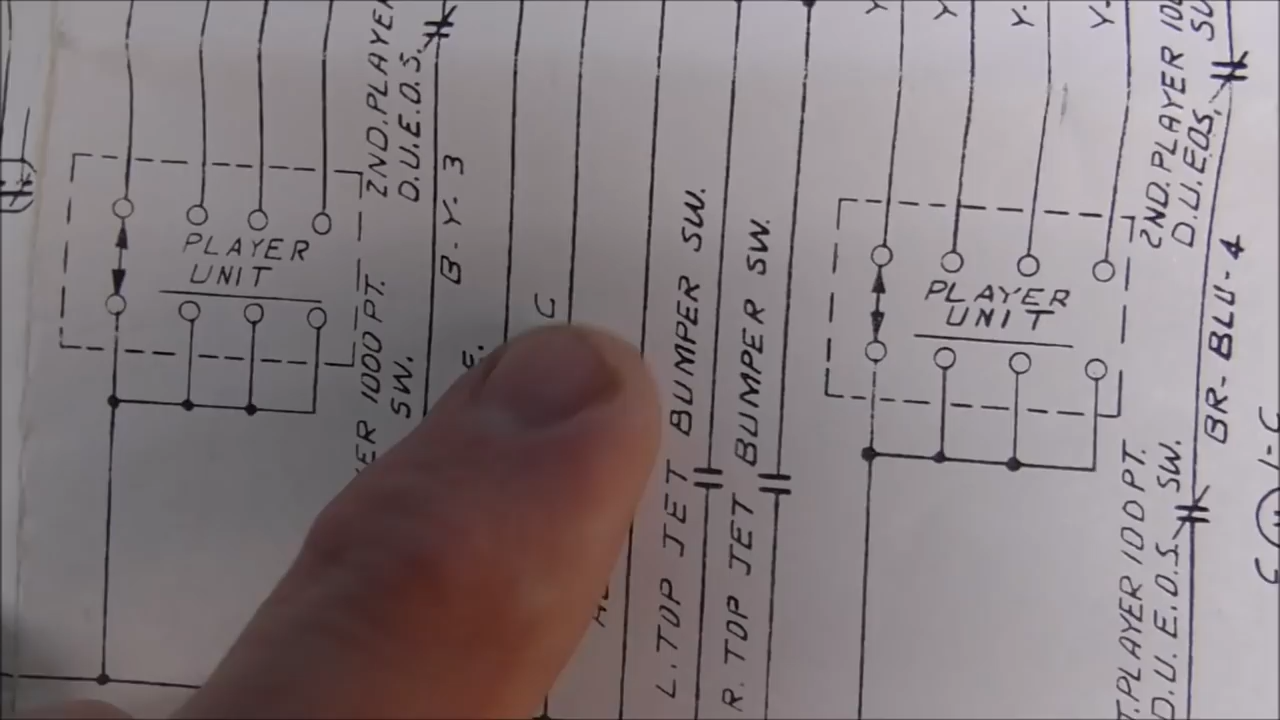 PLAYER
UNIT
2ND. PLAYER
D.U.E.D.S.
1000 PT.
SW.
B-Y-3
C
L. TOP JET BUMPER SW.
R. TOP JET BUMPER SW.
Y
Y
Y-
Y-
PLAYER
UNIT
2ND. PLAYER
D.U.EDS.
BR-BLU-4
PLAYER 100 PT.
D.U.E.D.S. SW.